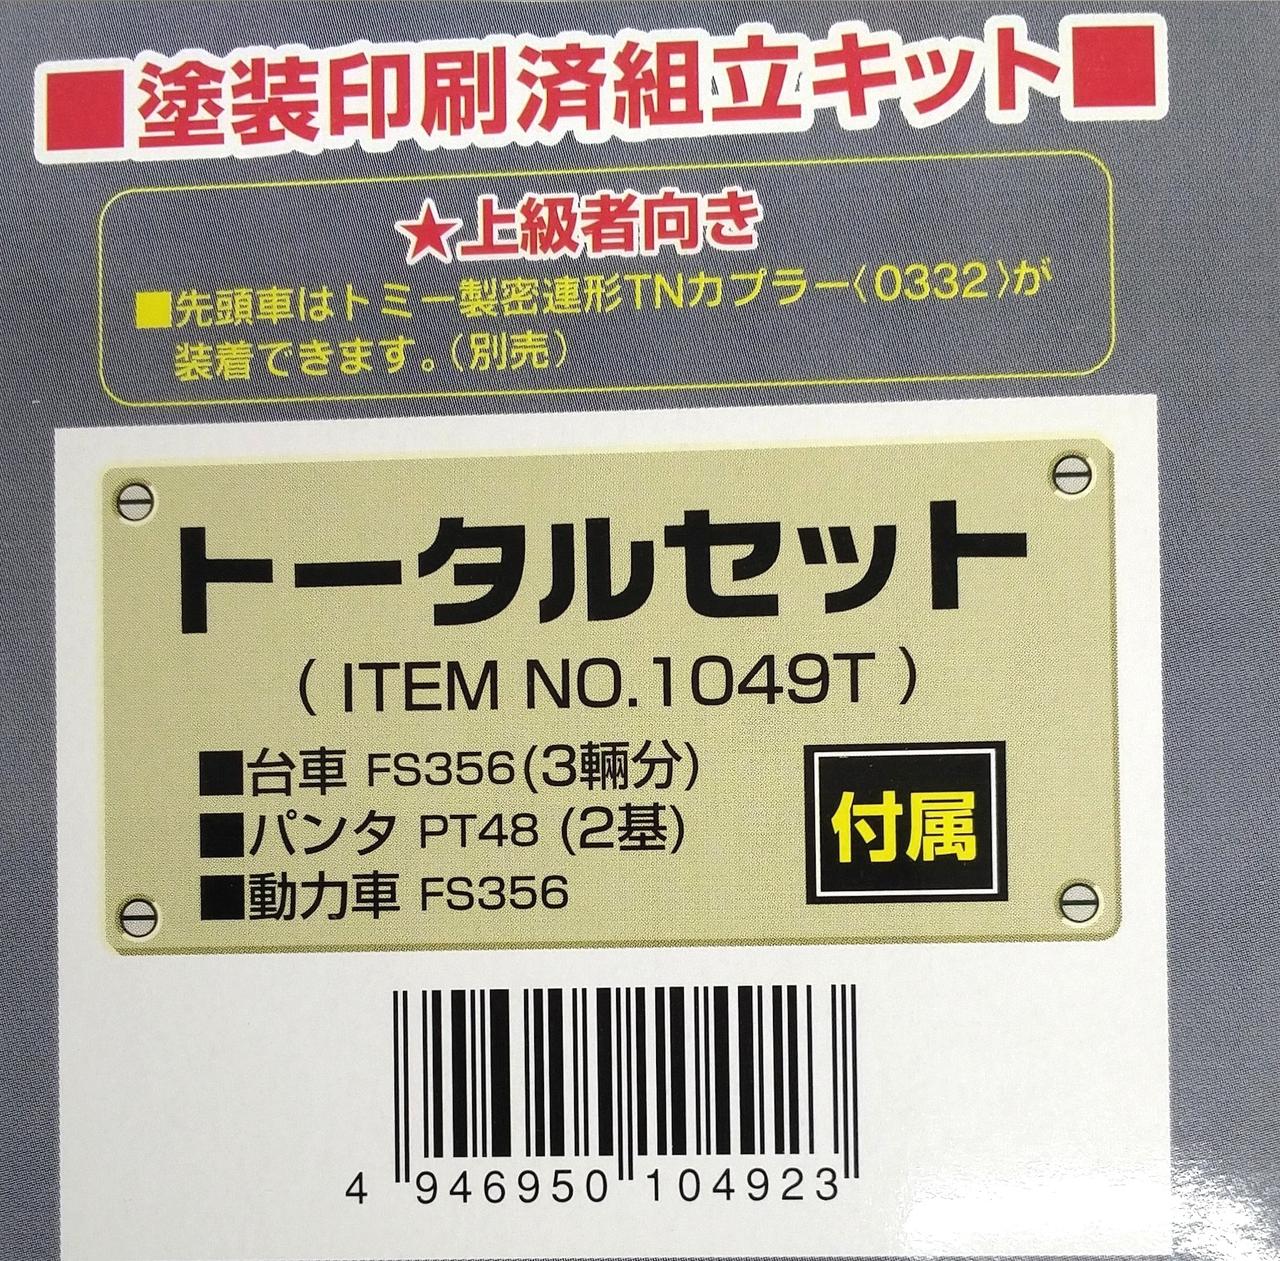 ■塗装印刷済組立キット■
★上級者向き
■先頭車はトミー製密連形TNカプラー〈0332〉が
装着できます。(別売)
トータルセット
( ITEM NO.1049T )
■台車 FS356(3輛分)
■パンタ PT48 (2基)
■動力車 FS356
付属
4 946950 104923